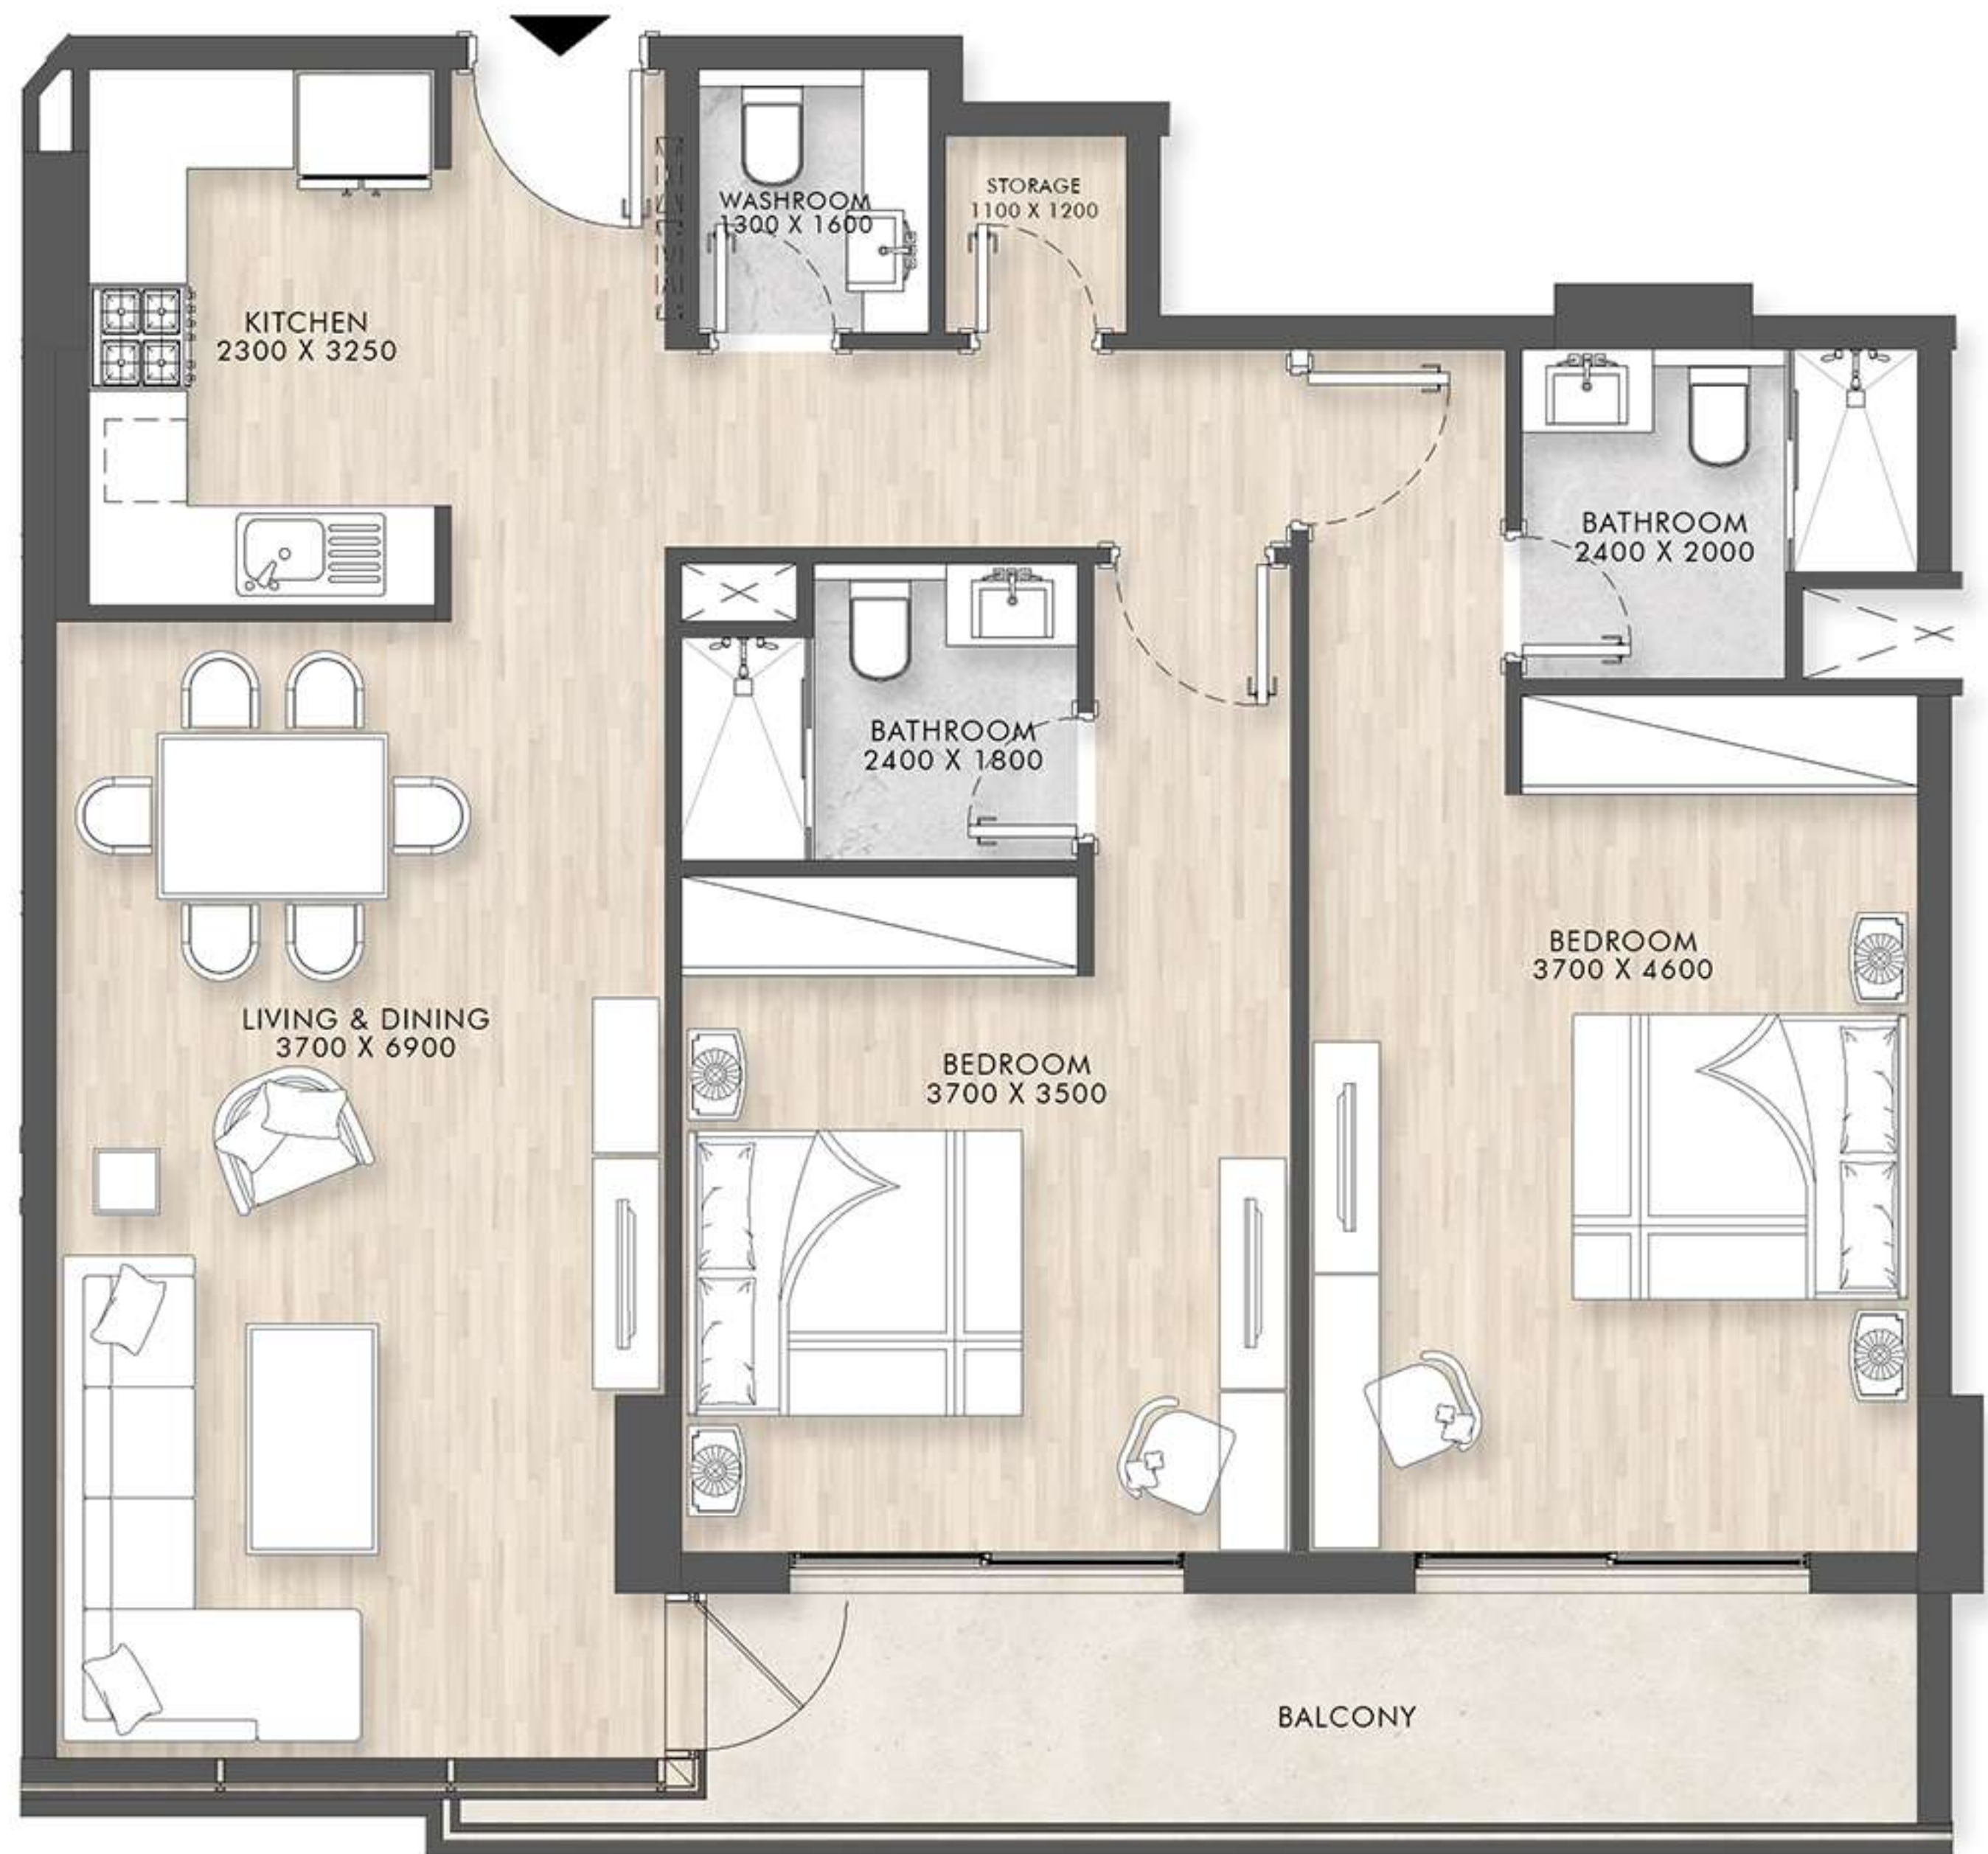 WASHROOM
1300 X 1600
STORAGE
1100 X 1200
KITCHEN
2300 X 3250
BATHROOM
2400 X 2000
BATHROOM
2400 X 1800
BEDROOM
3700 X 4600
LIVING & DINING
3700 X 6900
BEDROOM
3700 X 3500
BALCONY